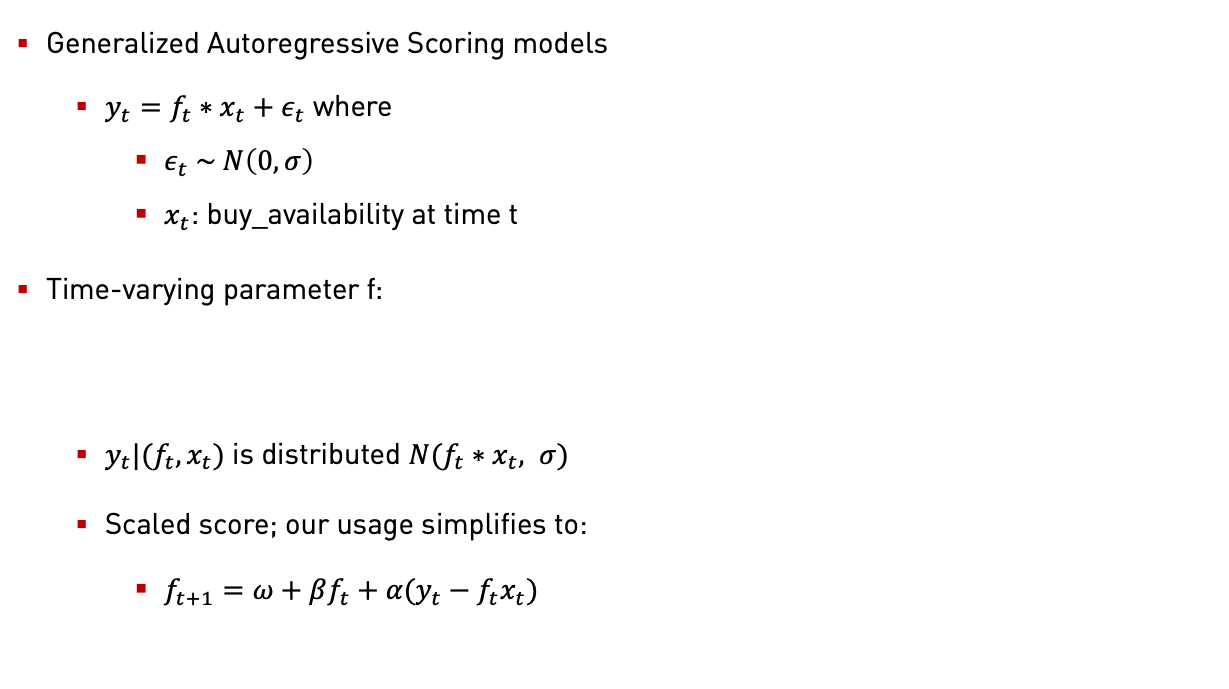 ▪ Generalized Autoregressive Scoring models
▪ yₜ = fₜ ∗ xₜ + ϵₜ where
▪ ϵₜ ~ N(0, σ)
▪ xₜ: buy_availability at time t
▪ Time-varying parameter f:
▪ yₜ|(fₜ, xₜ) is distributed N(fₜ ∗ xₜ, σ)
▪ Scaled score; our usage simplifies to:
▪ fₜ₊₁ = ω + βfₜ + α(yₜ − fₜxₜ)